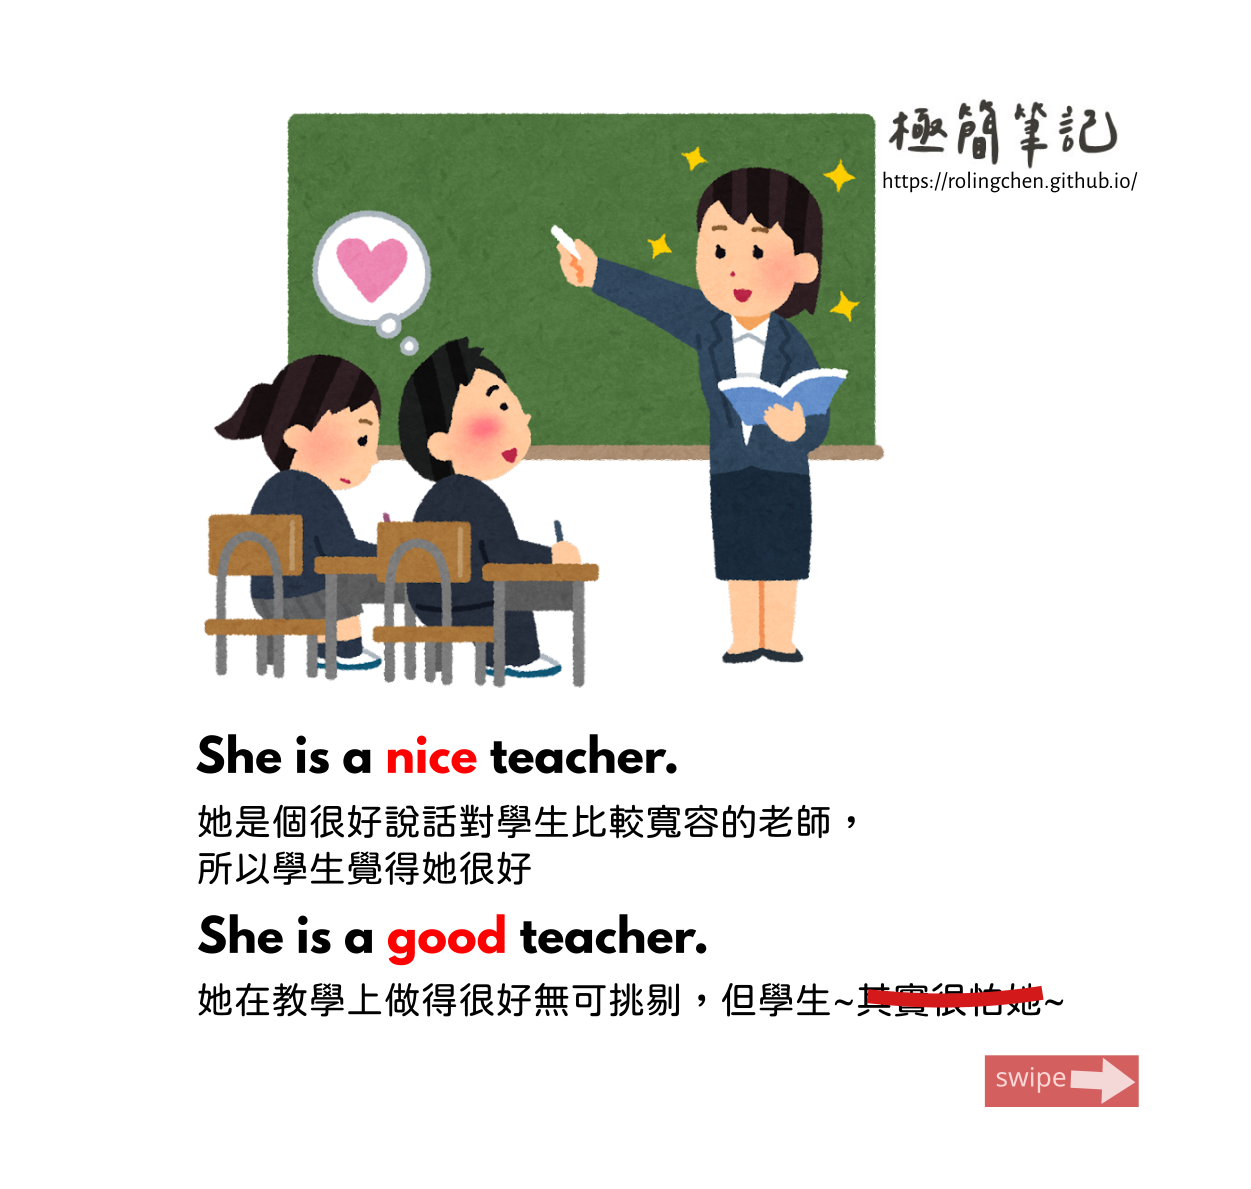 極簡筆記
https://rolingchen.github.io/
She is a nice teacher.
她是個很好說話對學生比較寬容的老師，
所以學生覺得她很好
She is a good teacher.
她在教學上做得很好無可挑剔，但學生~其實很怕她~
swipe